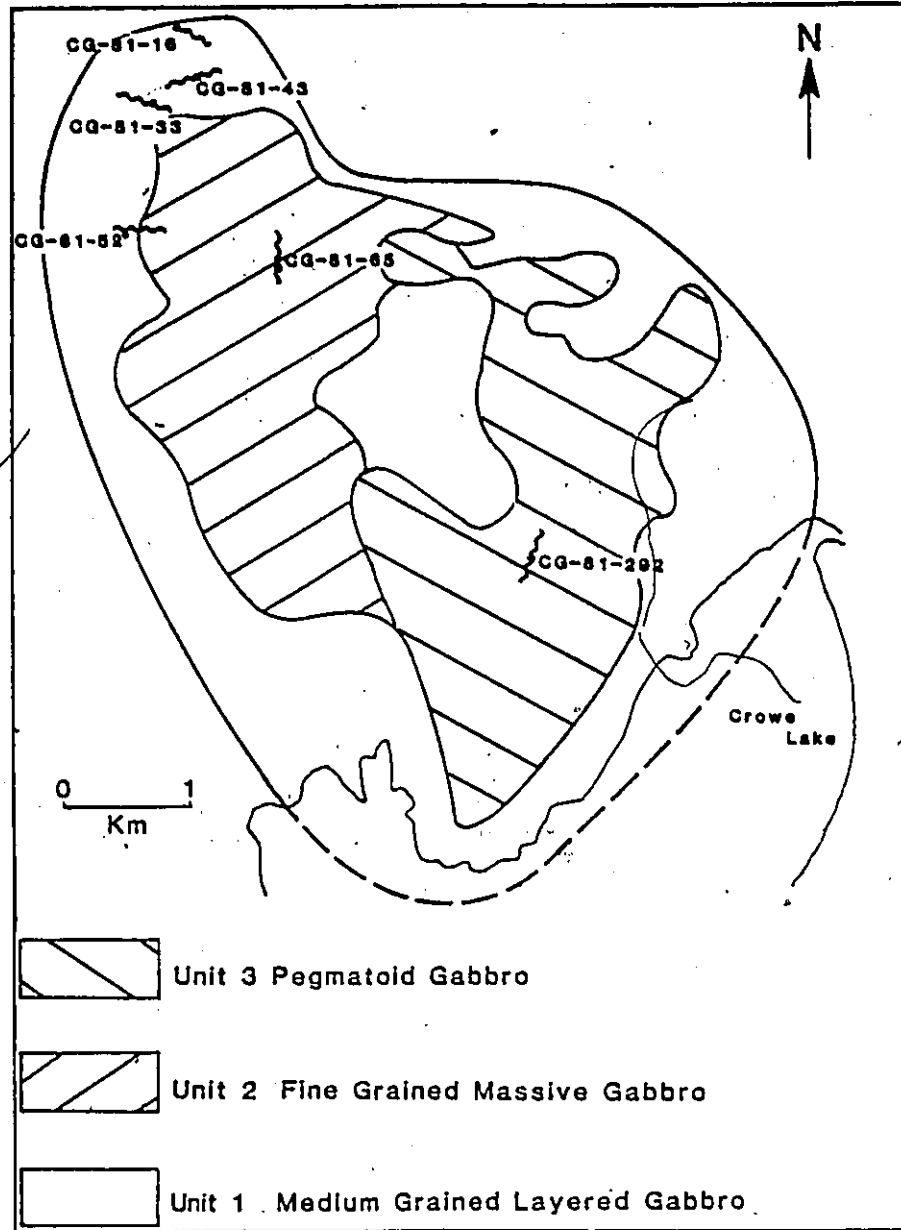 CG-81-16
N
CG-81-43
CG-81-33
CG-81-52
CG-81-65
CG-81-292
Crowe
Lake
0 1
Km
Unit 3 Pegmatoid Gabbro
Unit 2 Fine Grained Massive Gabbro
Unit 1 . Medium Grained Layered Gabbro